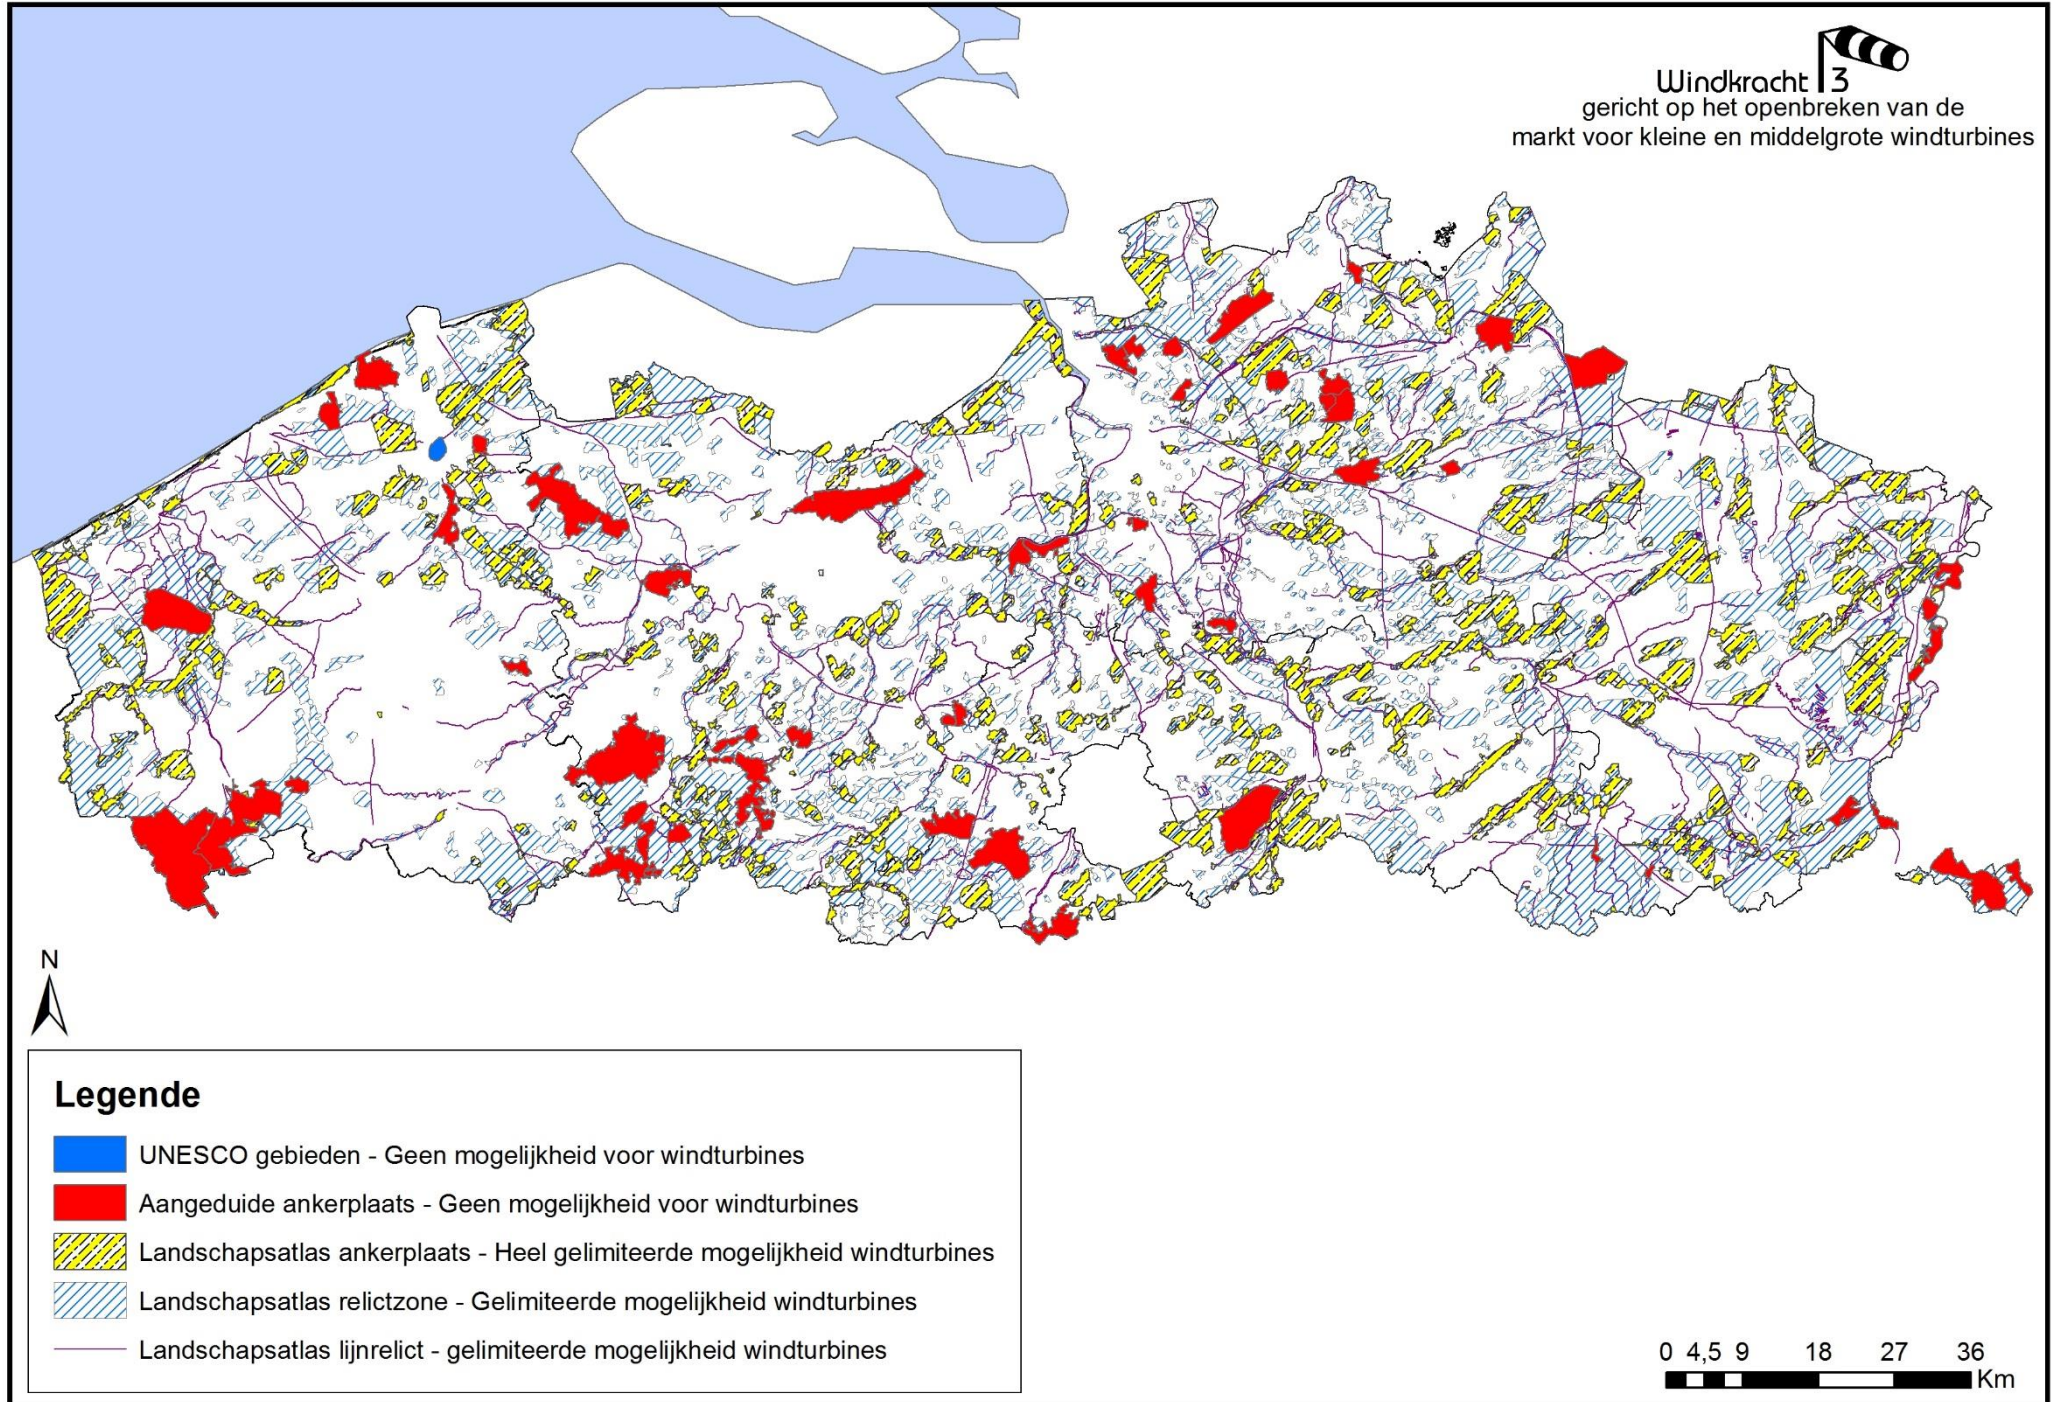 Windkracht 3
gericht op het openbreken van de
markt voor kleine en middelgrote windturbines
N
Legende
UNESCO gebieden - Geen mogelijkheid voor windturbines
Aangeduide ankerplaats - Geen mogelijkheid voor windturbines
Landschapsatlas ankerplaats - Heel gelimiteerde mogelijkheid windturbines
Landschapsatlas relictzone - Gelimiteerde mogelijkheid windturbines
Landschapsatlas lijnrelict - gelimiteerde mogelijkheid windturbines
0 4,5 9 18 27 36
Km